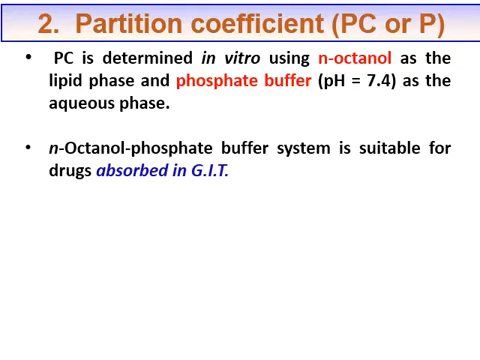 2. Partition coefficient (PC or P)
• PC is determined in vitro using n-octanol as the
lipid phase and phosphate buffer (pH = 7.4) as the
aqueous phase.
• n-Octanol-phosphate buffer system is suitable for
drugs absorbed in G.I.T.